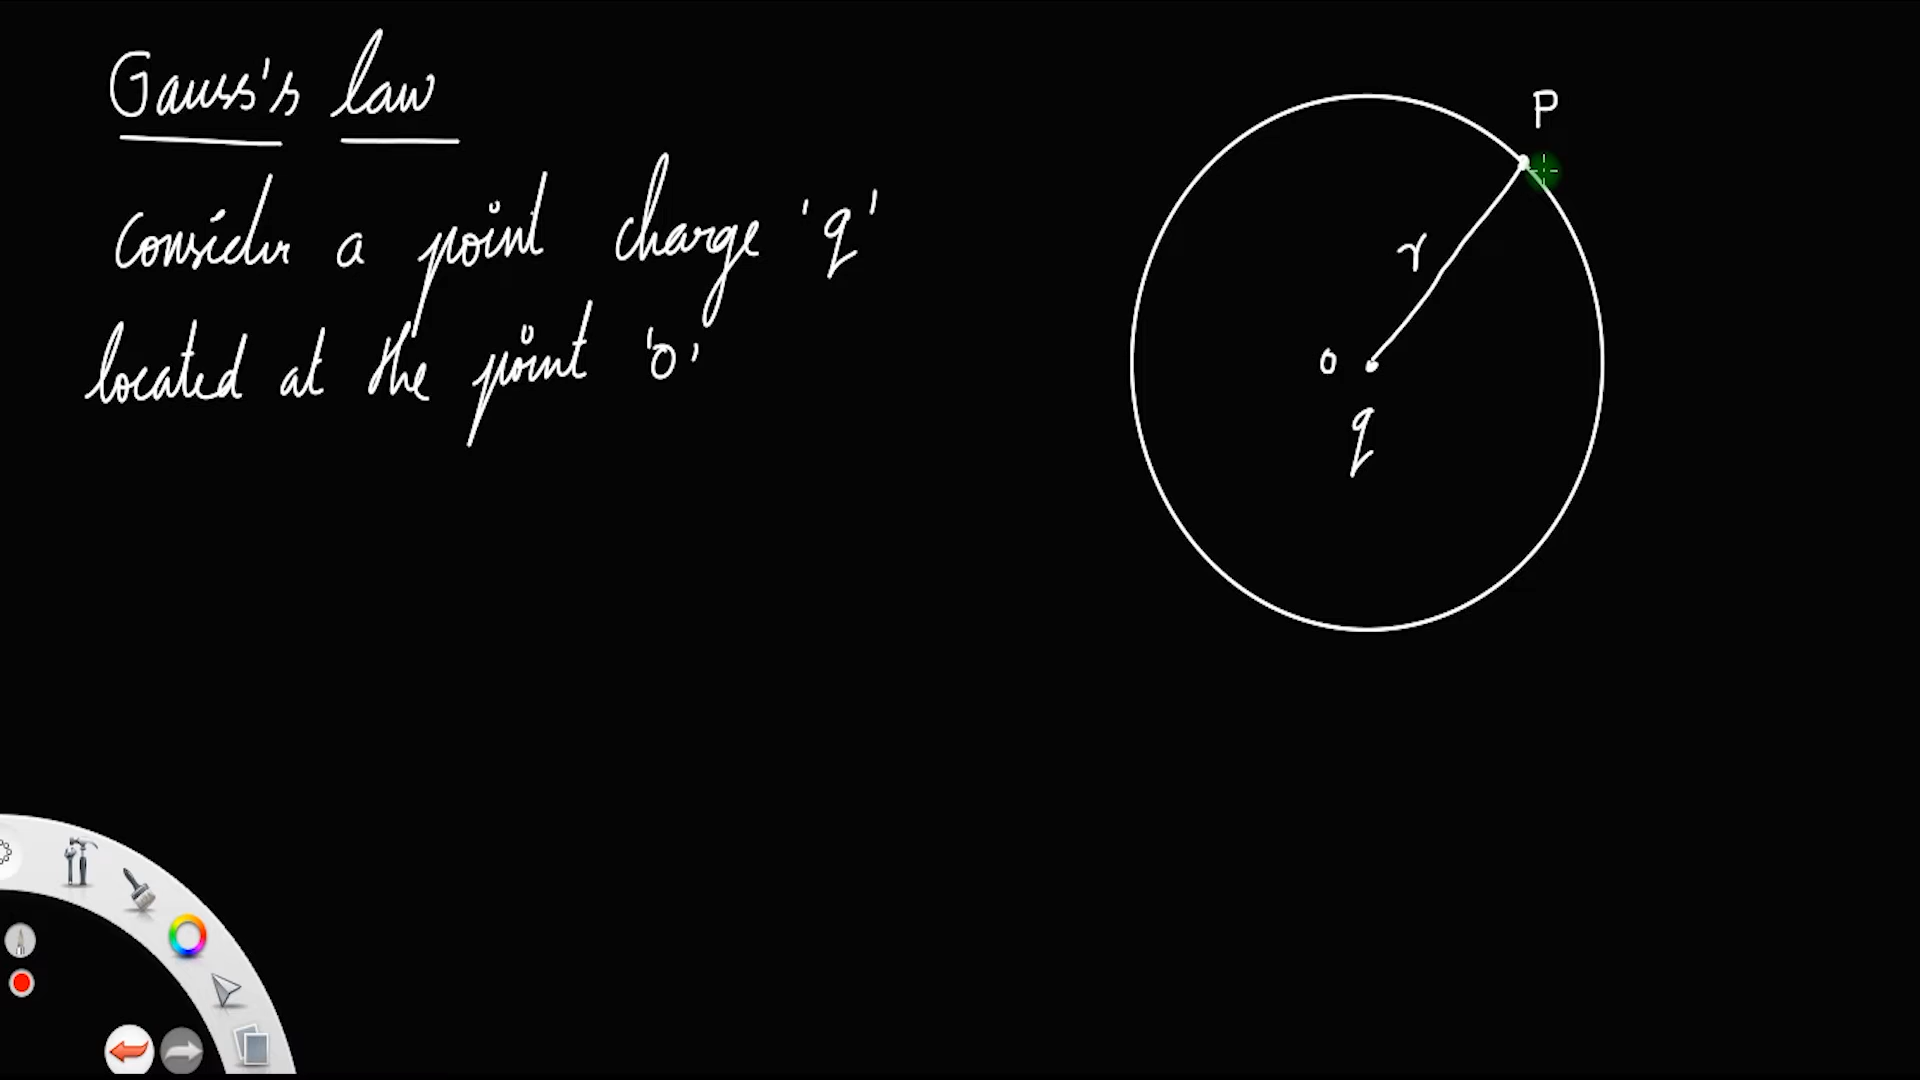 Gauss's law
Consider a point charge 'q'
located at the point 'o'
P
r
o
q